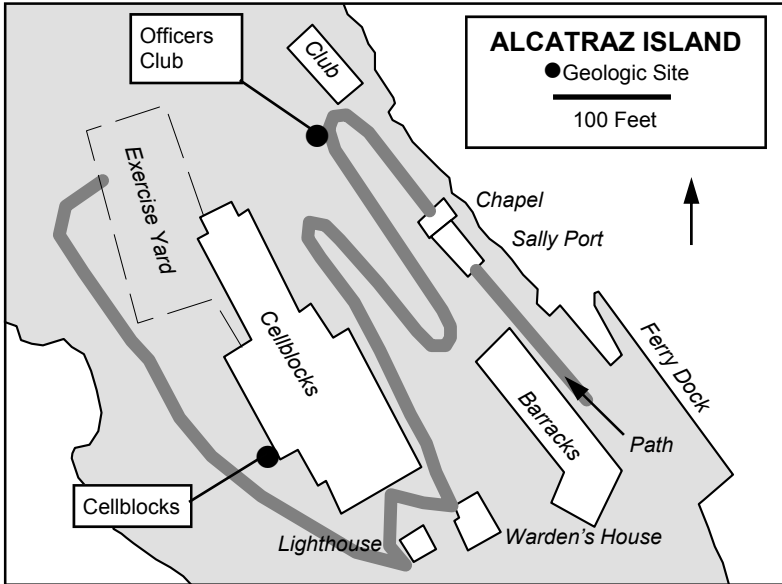 Officers
Club
Club
ALCATRAZ ISLAND
Geologic Site
100 Feet
Exercise Yard
Chapel
Sally Port
Cellblocks
Ferry Dock
Barracks
Path
Cellblocks
Lighthouse
Warden's House